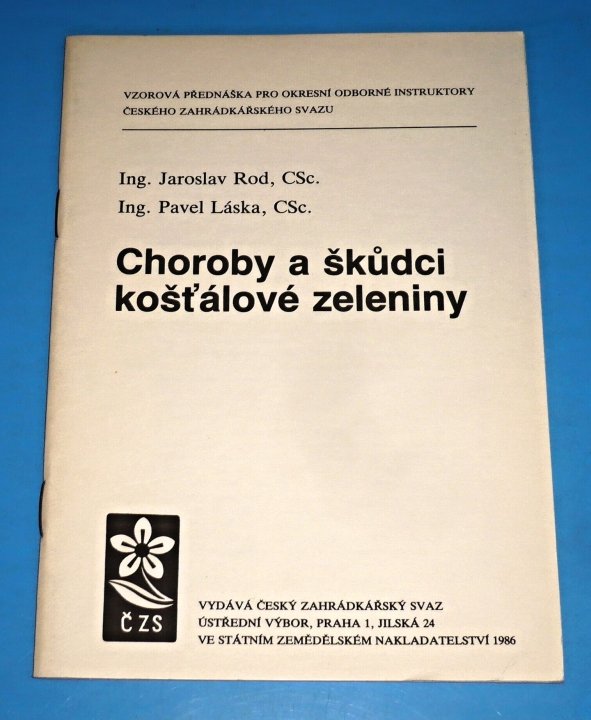 VZOROVÁ PŘEDNÁŠKA PRO OKRESNÍ ODBORNÉ INSTRUKTORY
ČESKÉHO ZAHRÁDKÁŘSKÉHO SVAZU
Ing. Jaroslav Rod, CSc.
Ing. Pavel Láska, CSc.
Choroby a škůdci
košťálové zeleniny
Č ZS
VYDÁVÁ ČESKÝ ZAHRÁDKÁŘSKÝ SVAZ
ÚSTŘEDNÍ VÝBOR, PRAHA 1, JILSKÁ 24
VE STÁTNÍM ZEMĚDĚLSKÉM NAKLADATELSTVÍ 1986